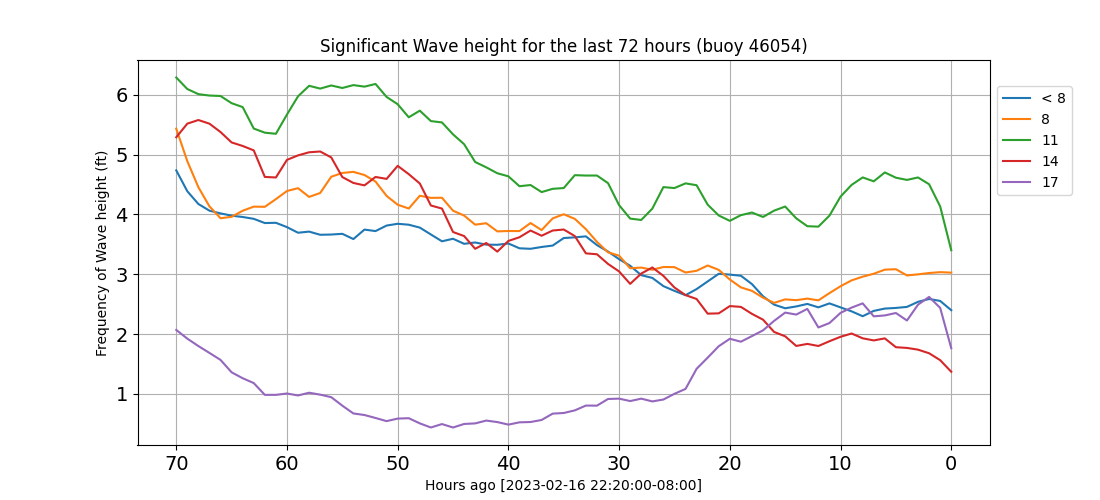 Significant Wave height for the last 72 hours (buoy 46054)
Frequency of Wave height (ft)
6
5
4
3
2
1
70 60 50 40 30 20 10 0
Hours ago [2023-02-16 22:20:00-08:00]
< 8
8
11
14
17